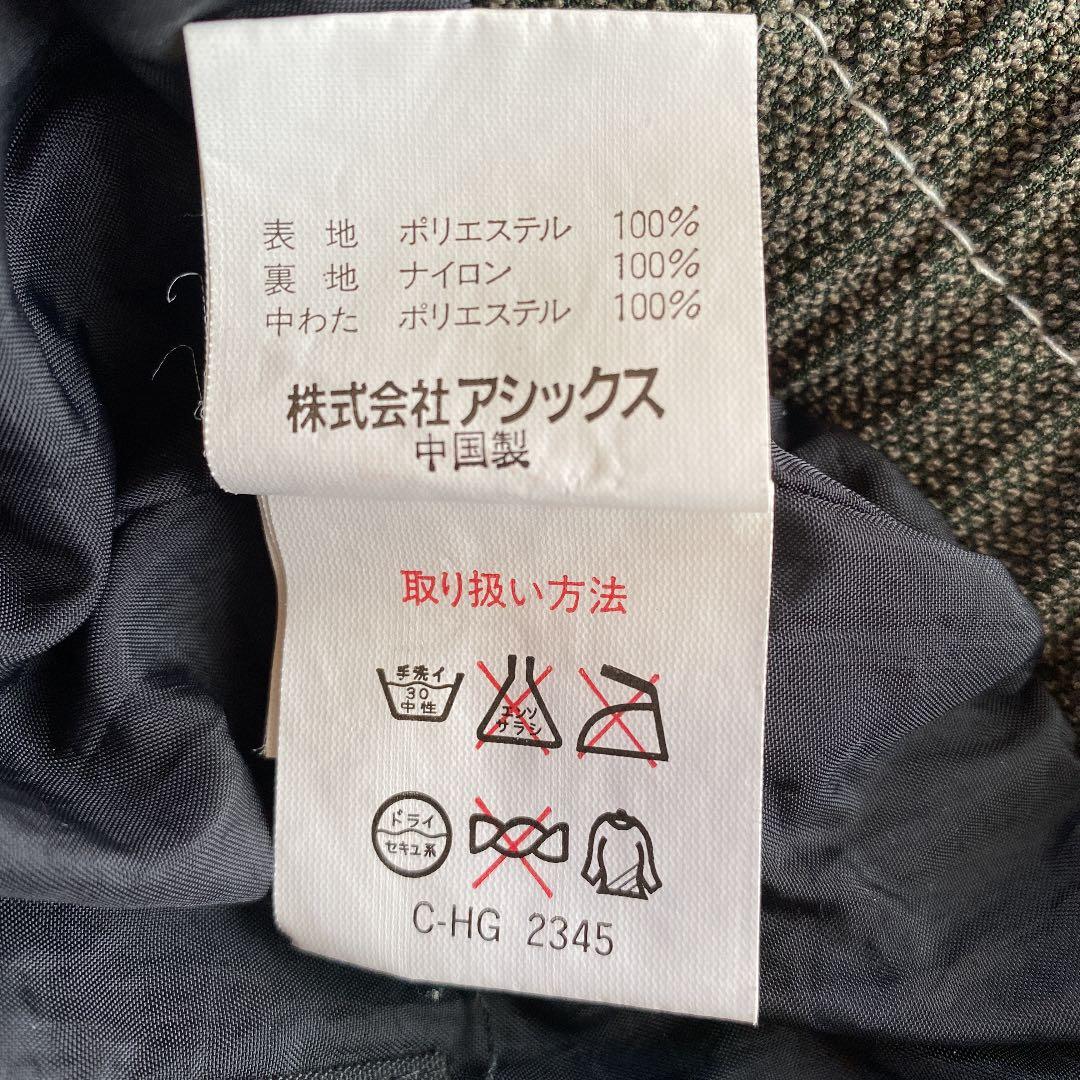 表 地 ポリエステル 100%
裏 地 ナイロン 100%
中わた ポリエステル 100%
株式会社アシックス
中国製
取り扱い方法
手洗イ
30
中性
エンソ
サラシ
ドライ
セキユ系
C-HG 2345